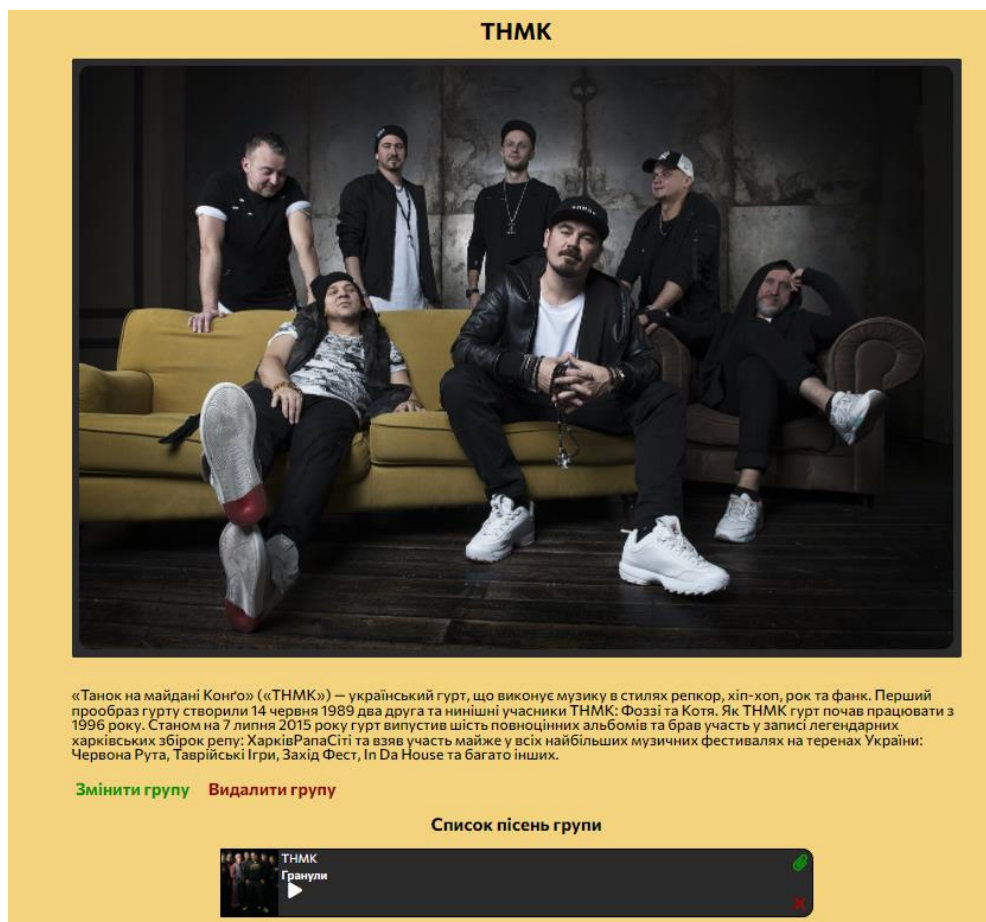 ТНМК
«Танок на майдані Конґо» («ТНМК») — український гурт, що виконує музику в стилях репкор, хіп-хоп, рок та фанк. Перший
прообраз гурту створили 14 червня 1989 два друга та нинішні учасники ТНМК: Фоззі та Котя. Як ТНМК гурт почав працювати з
1996 року. Станом на 7 липня 2015 року гурт випустив шість повноцінних альбомів та брав участь у записі легендарних
харківських збірок репу: ХарківРапаСіті та взяв участь майже у всіх найбільших музичних фестивалях на теренах України:
Червона Рута, Таврійські Ігри, Захід Фест, In Da House та багато інших.
Змінити групу Видалити групу
Список пісень групи
ТНМК
Гранули